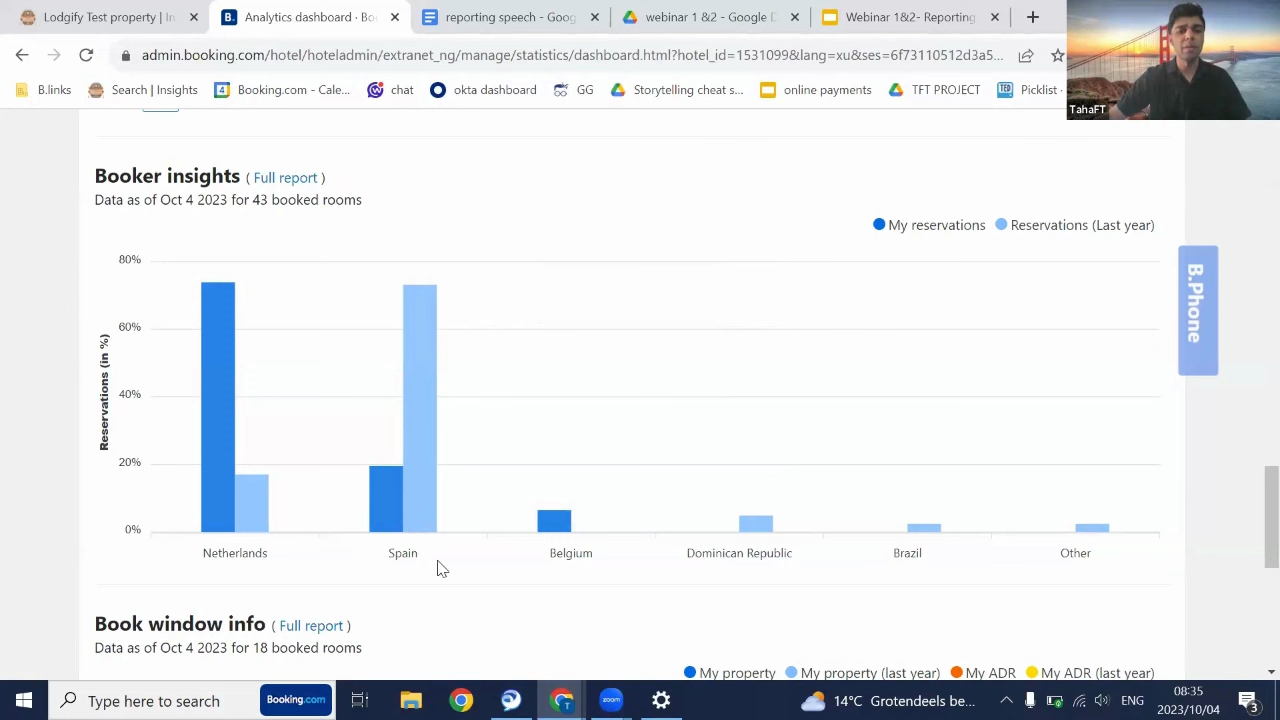 Lodgify Test property
B. Analytics dashboard · Bo
reporting speech - Goog
webinar 1 &2 - Google D
Webinar 1&2- Reporting
admin.booking.com/hotel/hoteladmin/extranet_ng/manage/statistics/dashboard.html?hotel_id=1531099&lang=xu&ses=6f73110512d3a5...
B.links
Search | Insights
Booking.com - Cale...
chat
okta dashboard
GG
Storytelling cheat s...
online payments
TFT PROJECT
TED
Picklist
TahaFT
Booker insights ( Full report )
Data as of Oct 4 2023 for 43 booked rooms
My reservations
Reservations (Last year)
B.Phone
Reservations (in %)
80%
60%
40%
20%
0%
Netherlands
Spain
Belgium
Dominican Republic
Brazil
Other
Book window info ( Full report )
Data as of Oct 4 2023 for 18 booked rooms
My property
My property (last year)
My ADR
My ADR (last year)
Type here to search
Booking.com
zoom
14°C Grotendeels be...
ENG
08:35
2023/10/04
3